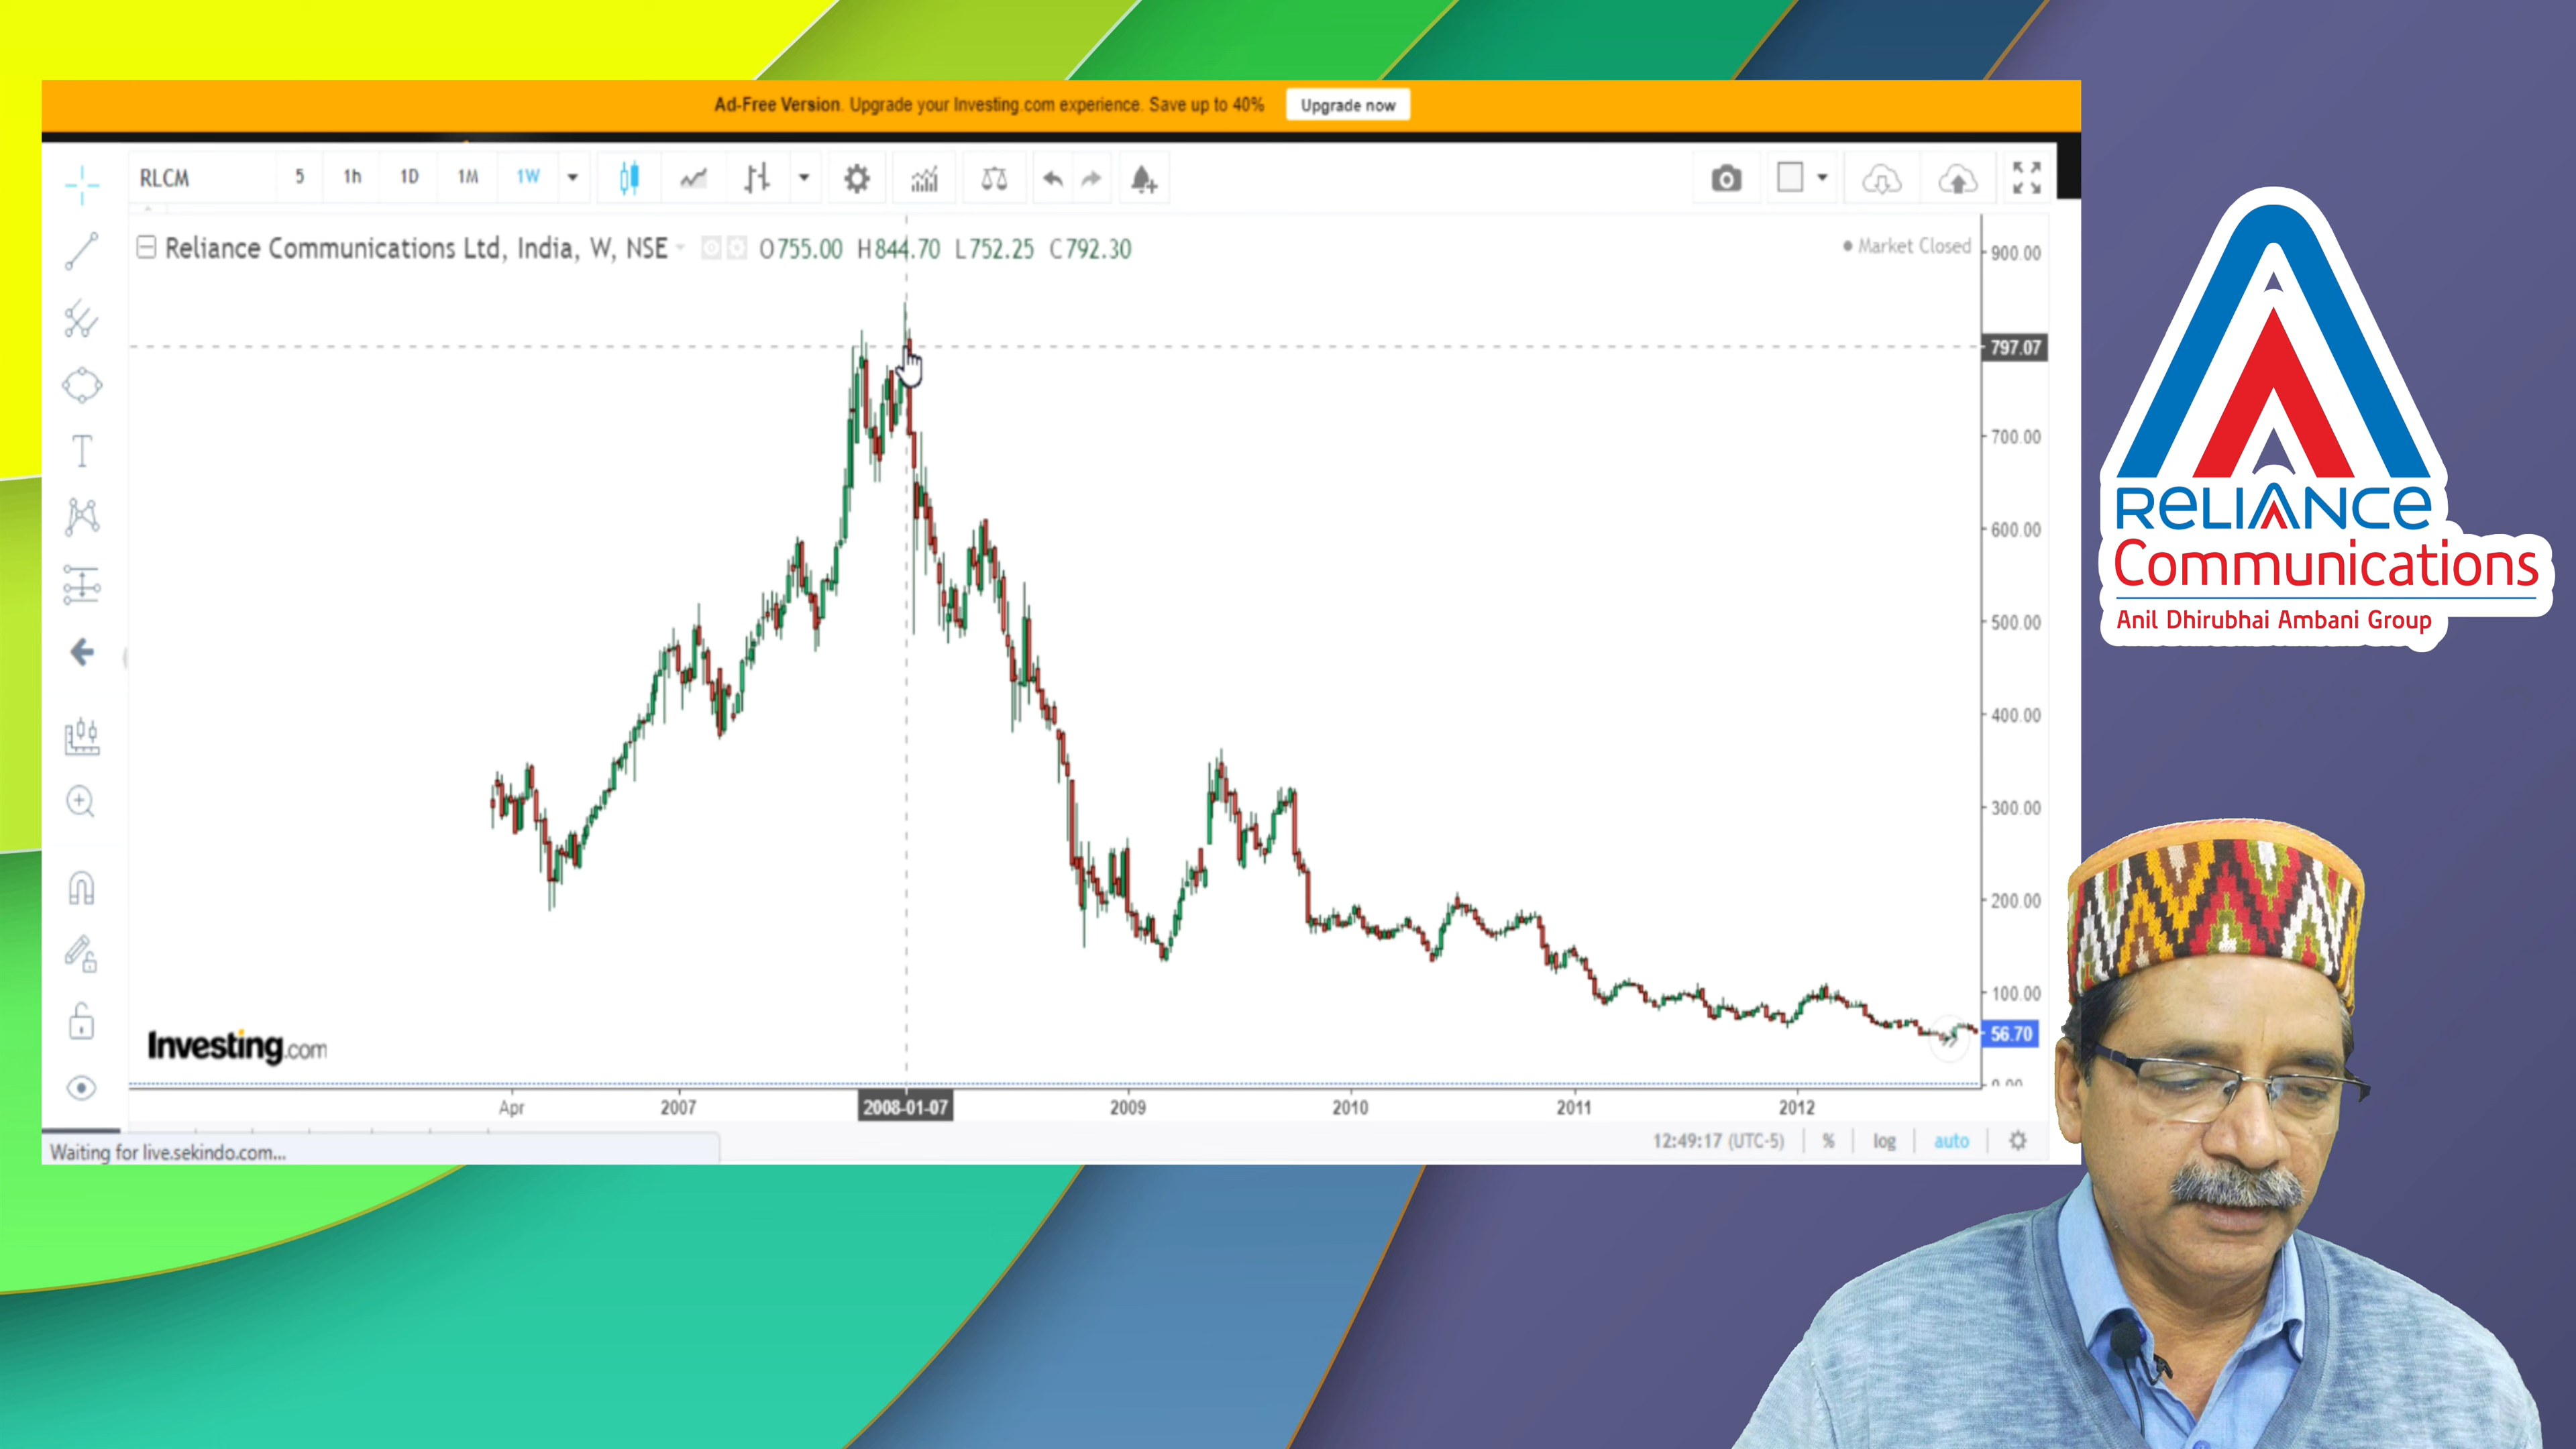 Ad-Free Version. Upgrade your Investing.com experience. Save up to 40% Upgrade now
RLCM 5 1h 1D 1M 1W
Reliance Communications Ltd, India, W, NSE O755.00 H844.70 L752.25 C792.30
Market Closed
900.00
797.07
700.00
600.00
500.00
400.00
300.00
200.00
100.00
56.70
0.00
T
Investing.com
Apr 2007 2008-01-07 2009 2010 2011 2012
12:49:17 (UTC-5) % log auto
Waiting for live.sekindo.com...
ReLIANCe
Communications
Anil Dhirubhai Ambani Group